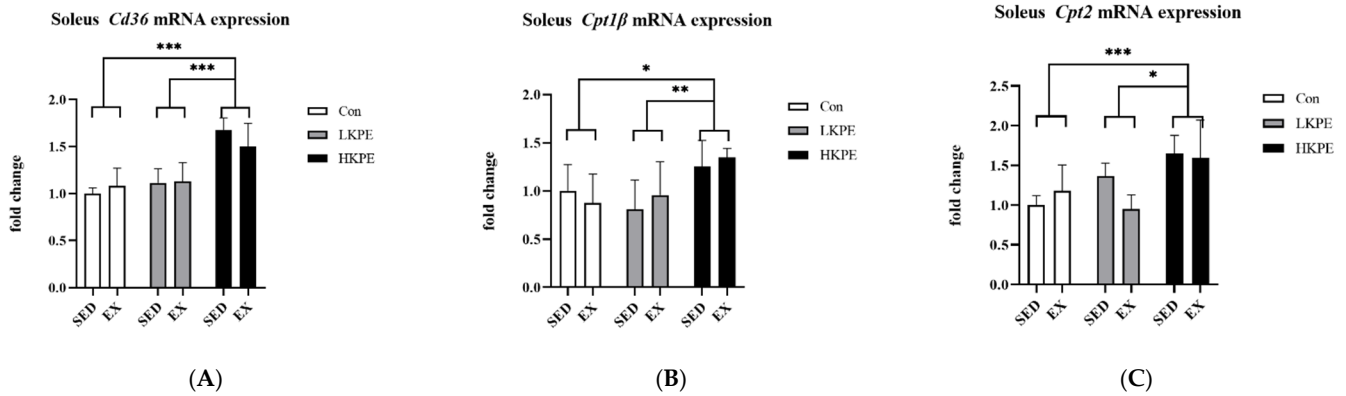 Soleus Cd36 mRNA expression
***
***
fold change
2.0
1.5
1.0
0.5
0.0
SED EX SED EX SED EX
Con
LKPE
HKPE
(A)
Soleus Cpt1β mRNA expression
*
**
fold change
2.0
1.5
1.0
0.5
0.0
SED EX SED EX SED EX
Con
LKPE
HKPE
(B)
Soleus Cpt2 mRNA expression
***
*
fold change
2.5
2.0
1.5
1.0
0.5
0.0
SED EX SED EX SED EX
Con
LKPE
HKPE
(C)